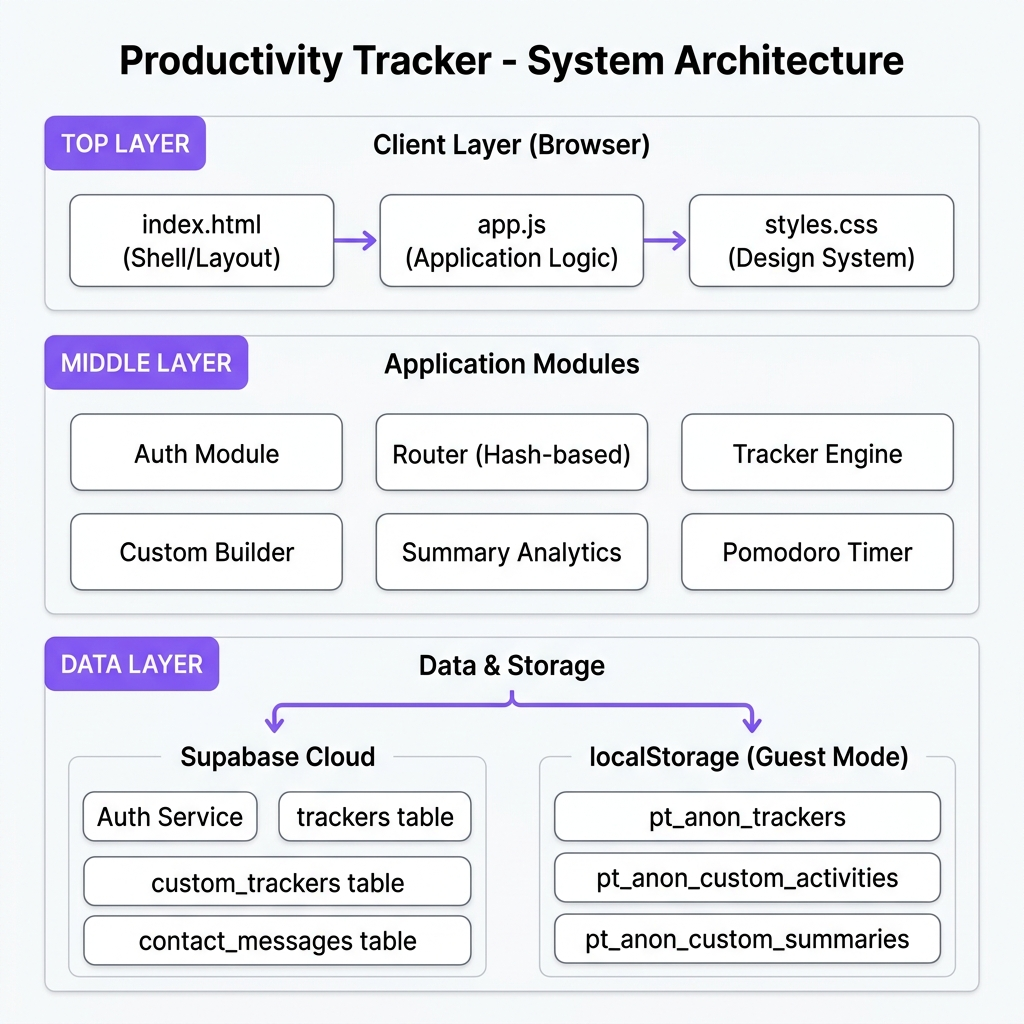 Productivity Tracker - System Architecture
TOP LAYER
Client Layer (Browser)
index.html
(Shell/Layout)
app.js
(Application Logic)
styles.css
(Design System)
MIDDLE LAYER
Application Modules
Auth Module
Router (Hash-based)
Tracker Engine
Custom Builder
Summary Analytics
Pomodoro Timer
DATA LAYER
Data & Storage
Supabase Cloud
Auth Service
trackers table
custom_trackers table
contact_messages table
localStorage (Guest Mode)
pt_anon_trackers
pt_anon_custom_activities
pt_anon_custom_summaries